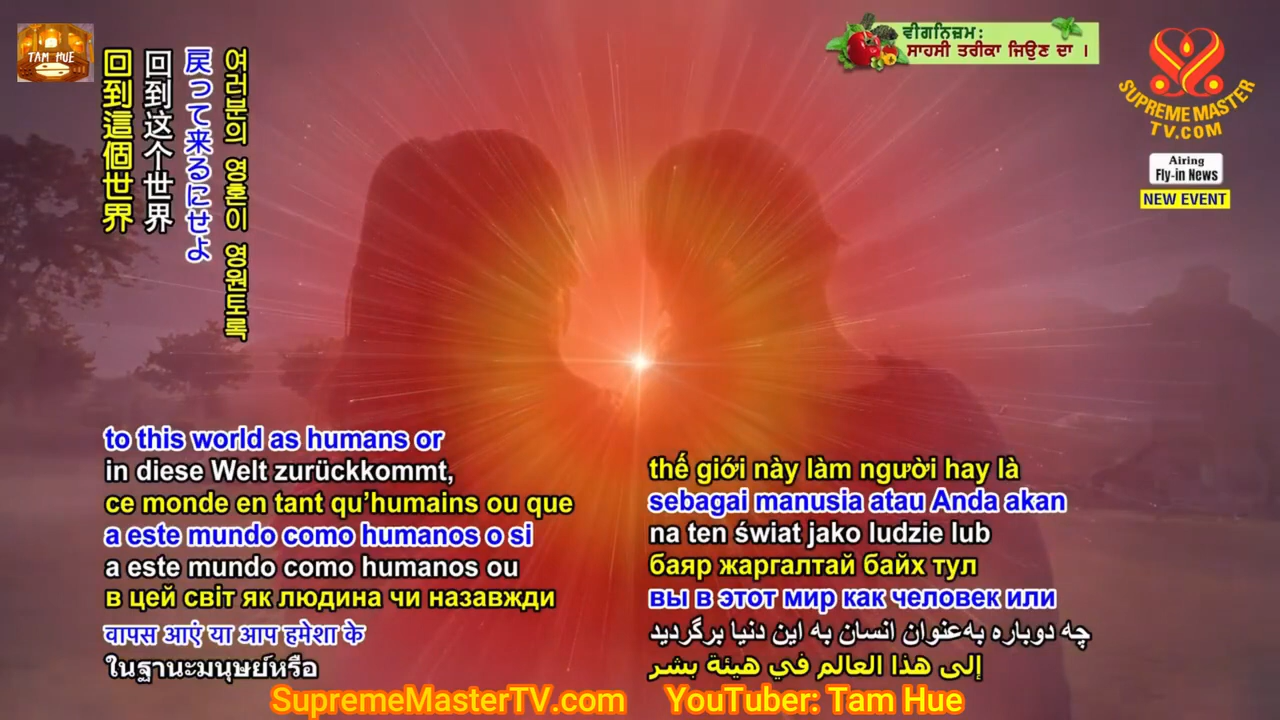 TAM HUE
回到這個世界
回到这个世界
戻って来るにせよ
여러분의 영혼이 영원토록
ਵੀਗਨਿਜ਼ਮ:
ਸਾਹਸੀ ਤਰੀਕਾ ਜਿਉਣ ਦਾ ।
SUPREME MASTER
TV.COM
Airing
Fly-in News
NEW EVENT
to this world as humans or
in diese Welt zurückkommt,
ce monde en tant qu’humains ou que
a este mundo como humanos o si
a este mundo como humanos ou
в цей світ як людина чи назавжди
वापस आएं या आप हमेशा के
ในฐานะมนุษย์หรือ
thế giới này làm người hay là
sebagai manusia atau Anda akan
na ten świat jako ludzie lub
баяр жаргалтай байх тул
вы в этот мир как человек или
چه دوباره به‌عنوان انسان به این دنیا برگردید
إلى هذا العالم في هيئة بشر
SupremeMasterTV.com YouTuber: Tam Hue